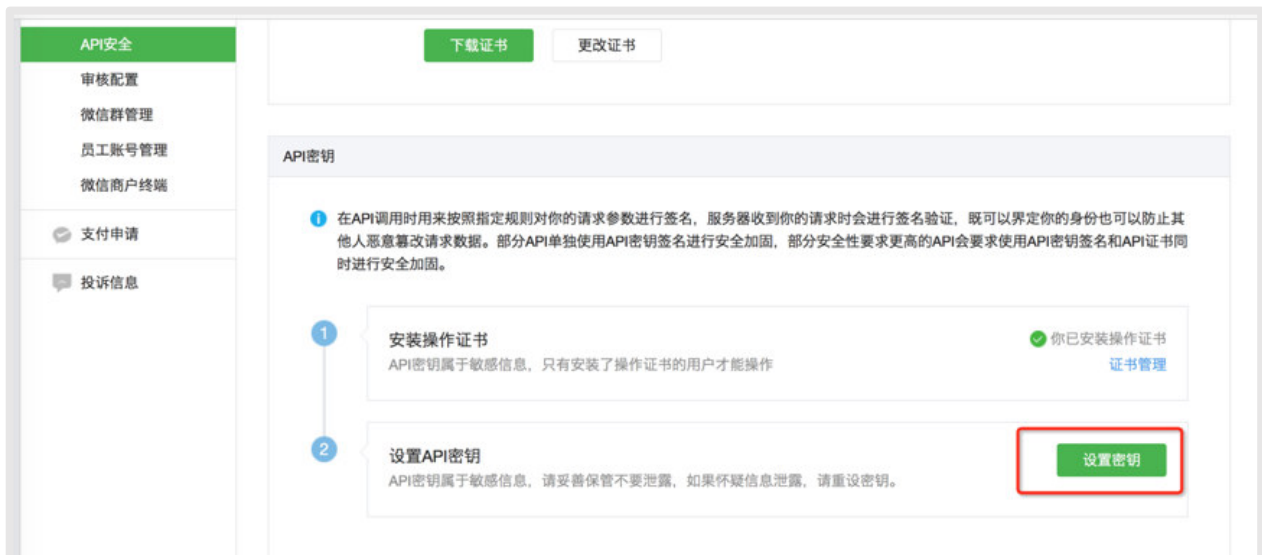 API安全
审核配置
微信群管理
员工账号管理
微信商户终端
支付申请
投诉信息
下载证书
更改证书
API密钥
在API调用时用来按照指定规则对你的请求参数进行签名，服务器收到你的请求时会进行签名验证，既可以界定你的身份也可以防止其
他人恶意篡改请求数据。部分API单独使用API密钥签名进行安全加固，部分安全性要求更高的API会要求使用API密钥签名和API证书同
时进行安全加固。
1
安装操作证书
API密钥属于敏感信息，只有安装了操作证书的用户才能操作
你已安装操作证书
证书管理
2
设置API密钥
API密钥属于敏感信息，请妥善保管不要泄露，如果怀疑信息泄露，请重设密钥。
设置密钥